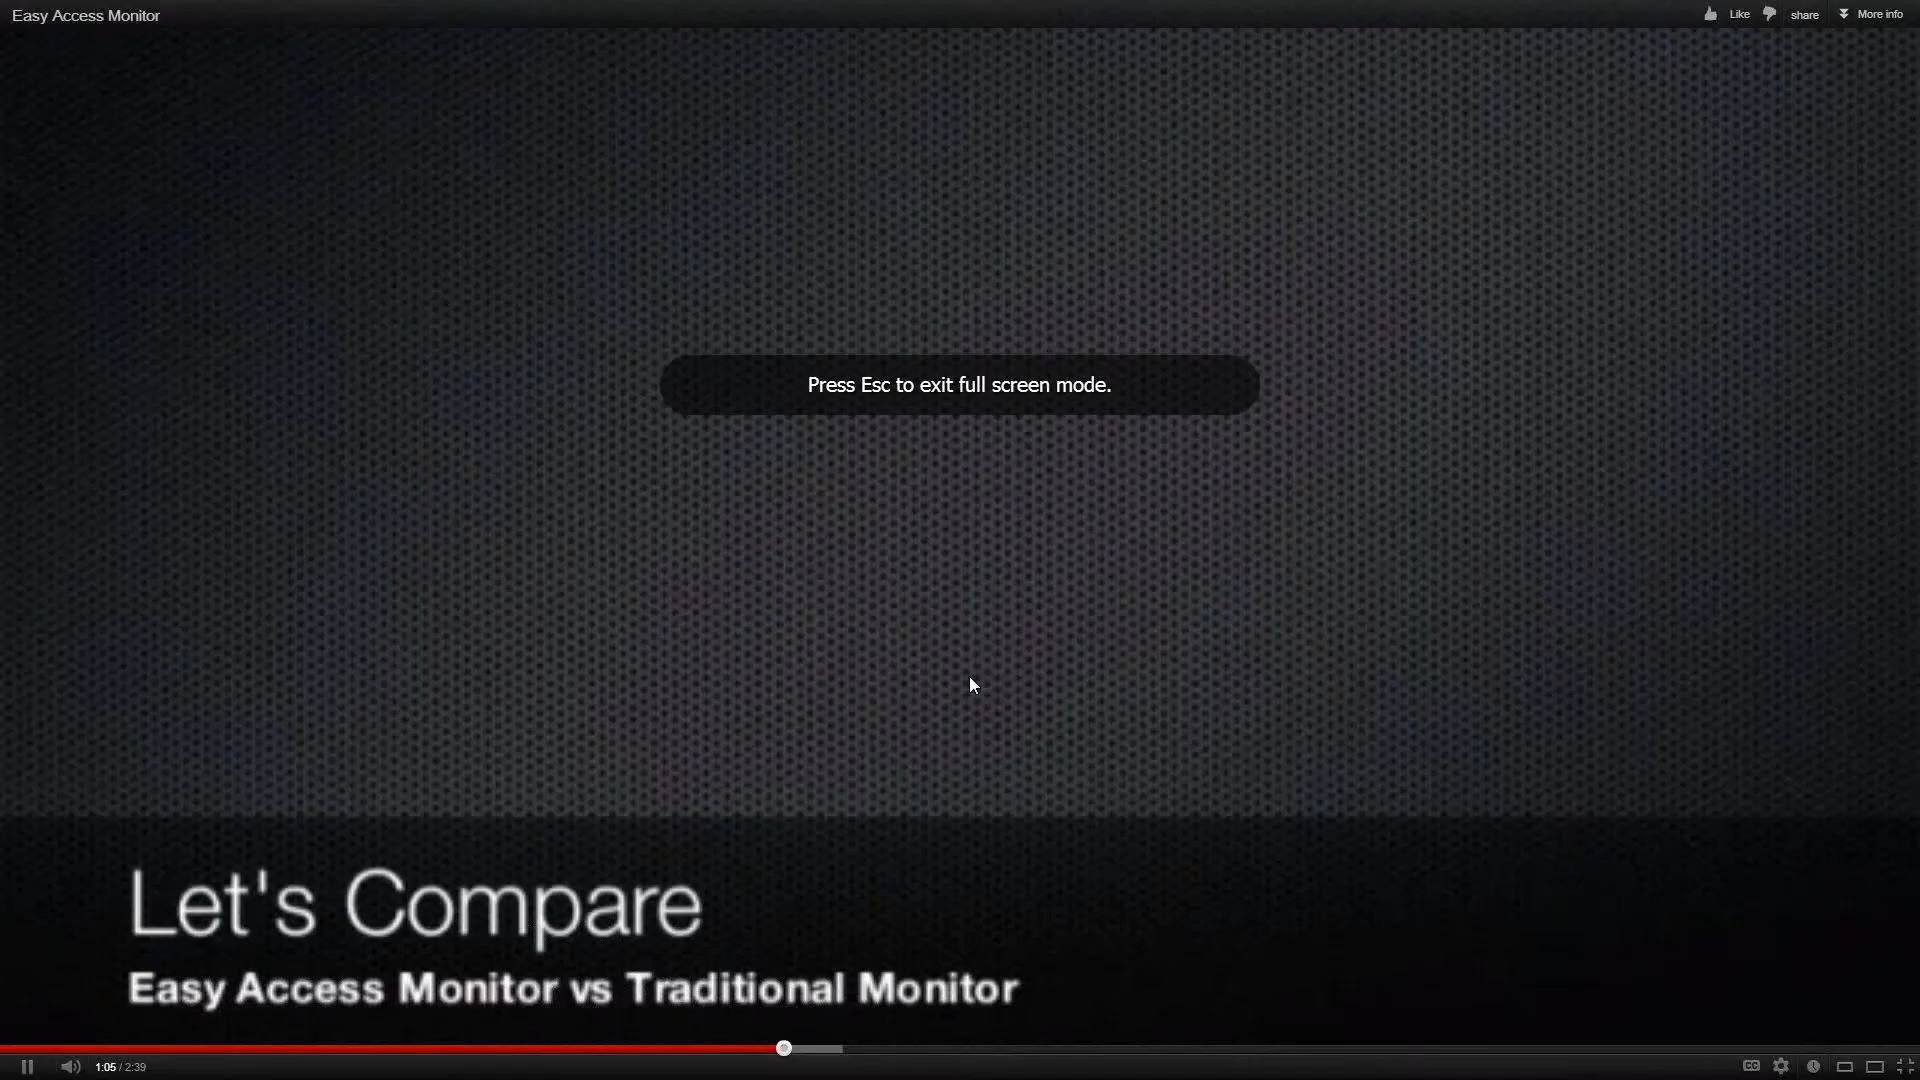 Easy Access Monitor
Like share More info
Press Esc to exit full screen mode.
Let's Compare
Easy Access Monitor vs Traditional Monitor
1:05 / 2:39 CC